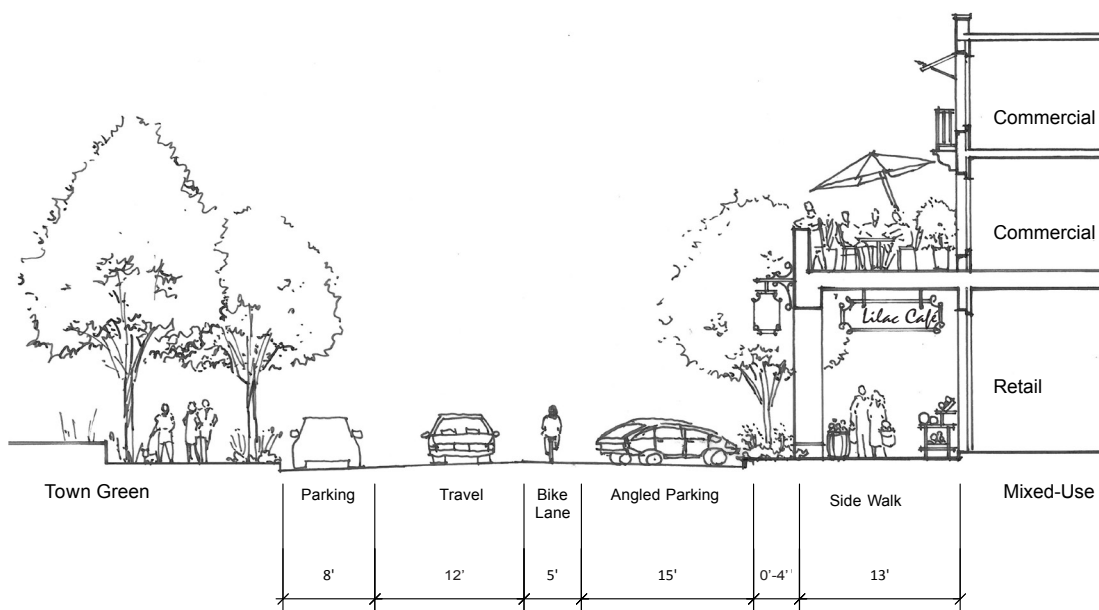 Commercial
Commercial
Lilac Café
Retail
Town Green
Parking
Travel
Bike
Lane
Angled Parking
Side Walk
Mixed-Use
8'
12'
5'
15'
0'-4'
13'